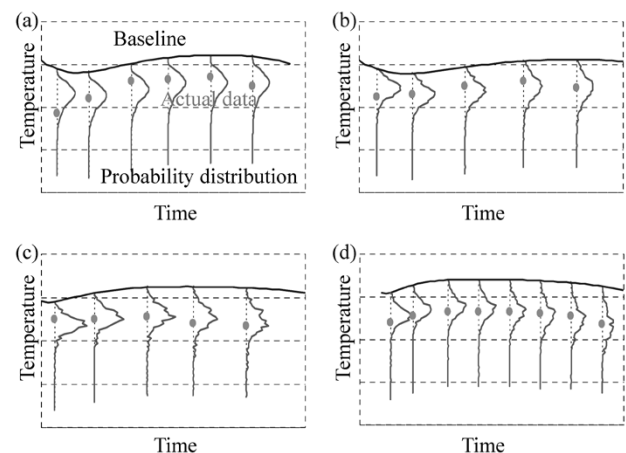 (a)
Baseline
Temperature
Actual data
Probability distribution
Time
(b)
Temperature
Time
(c)
Temperature
Time
(d)
Temperature
Time